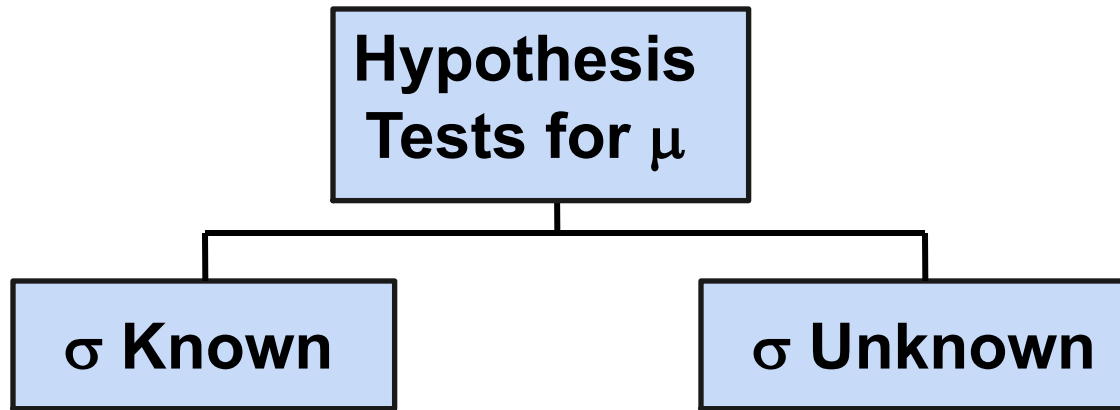 Hypothesis
Tests for μ
σ Known
σ Unknown